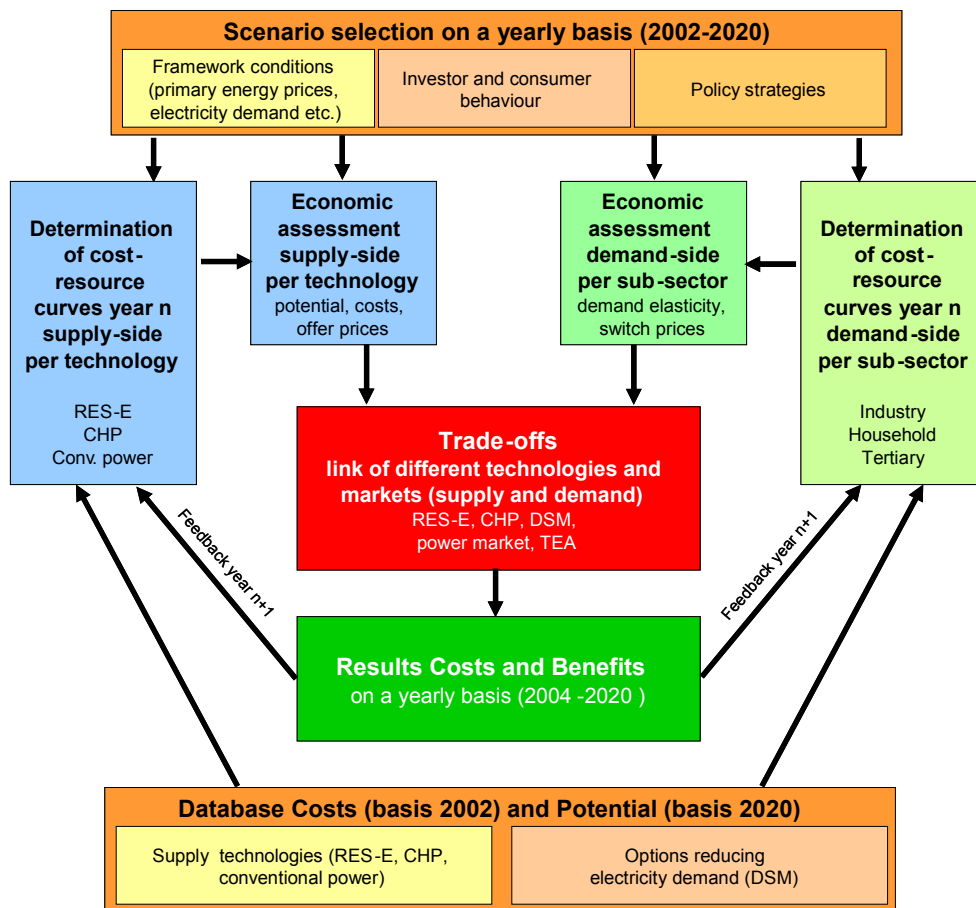 Scenario selection on a yearly basis (2002-2020)
Framework conditions
(primary energy prices,
electricity demand etc.)
Investor and consumer
behaviour
Policy strategies
Determination
of cost-
resource
curves year n
supply-side
per technology
RES-E
CHP
Conv. power
Economic
assessment
supply-side
per technology
potential, costs,
offer prices
Economic
assessment
demand-side
per sub-sector
demand elasticity,
switch prices
Determination
of cost-
resource
curves year n
demand-side
per sub-sector
Industry
Household
Tertiary
Trade-offs
link of different technologies and
markets (supply and demand)
RES-E, CHP, DSM,
power market, TEA
Feedback year n+1
Feedback year n+1
Results Costs and Benefits
on a yearly basis (2004 -2020 )
Database Costs (basis 2002) and Potential (basis 2020)
Supply technologies (RES-E, CHP,
conventional power)
Options reducing
electricity demand (DSM)